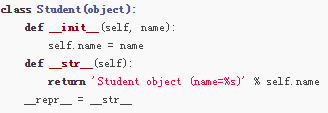 class Student(object):
    def __init__(self, name):
        self.name = name
    def __str__(self):
        return 'Student object (name=%s)' % self.name
    __repr__ = __str__